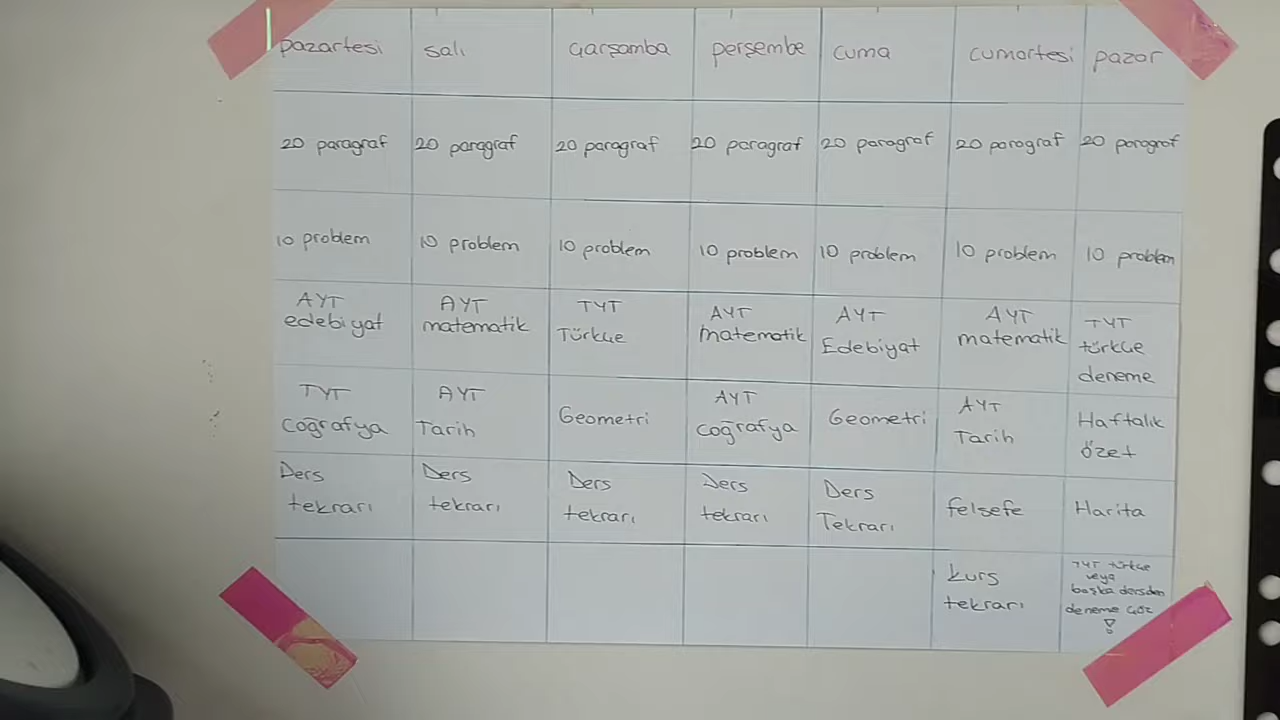 pazartesi salı Çarşamba perşembe cuma cumartesi pazar
20 paragraf 20 paragraf 20 paragraf 20 paragraf 20 paragraf 20 paragraf 20 paragraf
10 problem 10 problem 10 problem 10 problem 10 problem 10 problem 10 problem
AYT AYT TYT AYT AYT AYT TYT
edebiyat matematik Türkçe matematik Edebiyat matematik türkçe
deneme
TYT AYT Geometri AYT Geometri AYT Haftalık
Coğrafya Tarih coğrafya Tarih özet
Ders Ders Ders Ders Ders felsefe Harita
tekrarı tekrarı tekrarı tekrarı Tekrarı
kurs TYT türkçe
tekrarı veya
başka dersden
deneme çöz
!